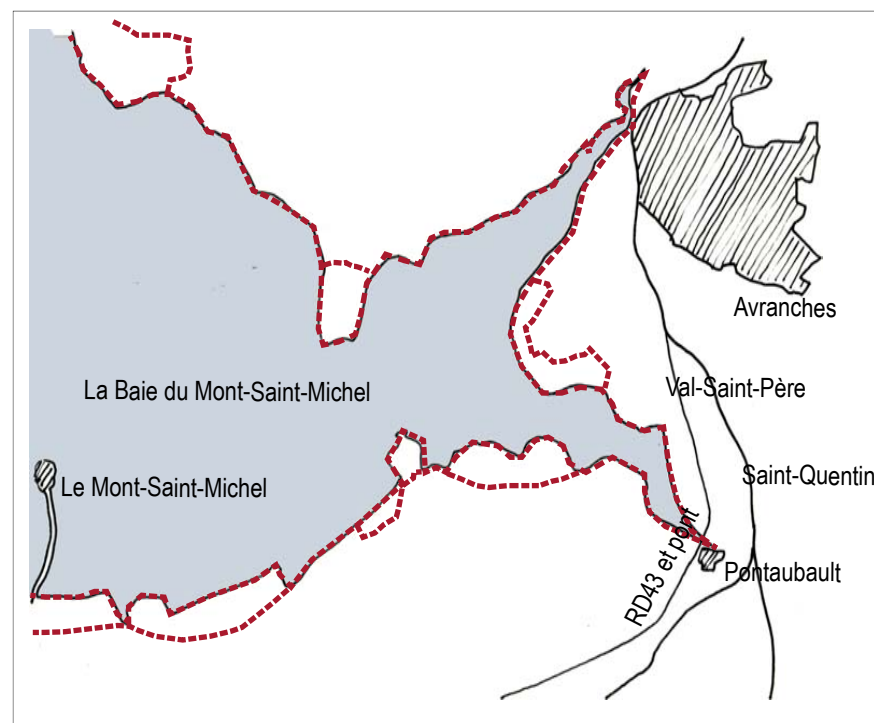 Avranches
La Baie du Mont-Saint-Michel
Val-Saint-Père
Le Mont-Saint-Michel
Saint-Quentin
RD43 et pont
Pontaubault